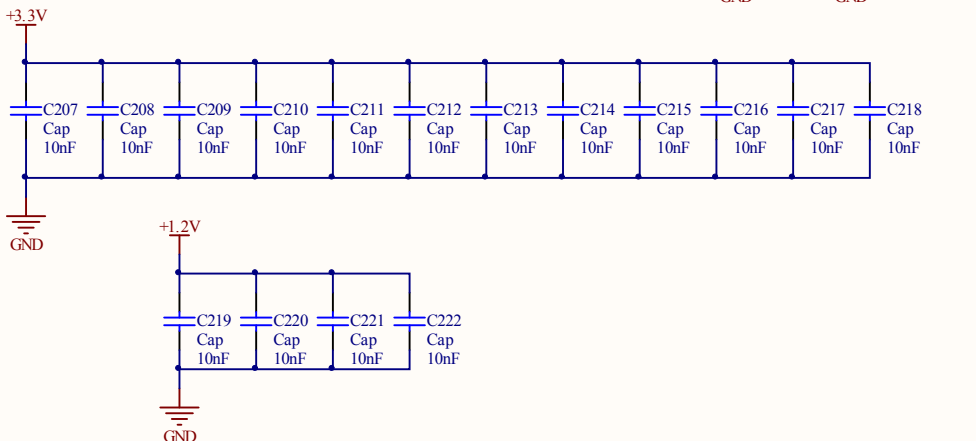 GND GND
+3.3V
C207 C208 C209 C210 C211 C212 C213 C214 C215 C216 C217 C218
Cap Cap Cap Cap Cap Cap Cap Cap Cap Cap Cap Cap
10nF 10nF 10nF 10nF 10nF 10nF 10nF 10nF 10nF 10nF 10nF 10nF
GND
+1.2V
C219 C220 C221 C222
Cap Cap Cap Cap
10nF 10nF 10nF 10nF
GND